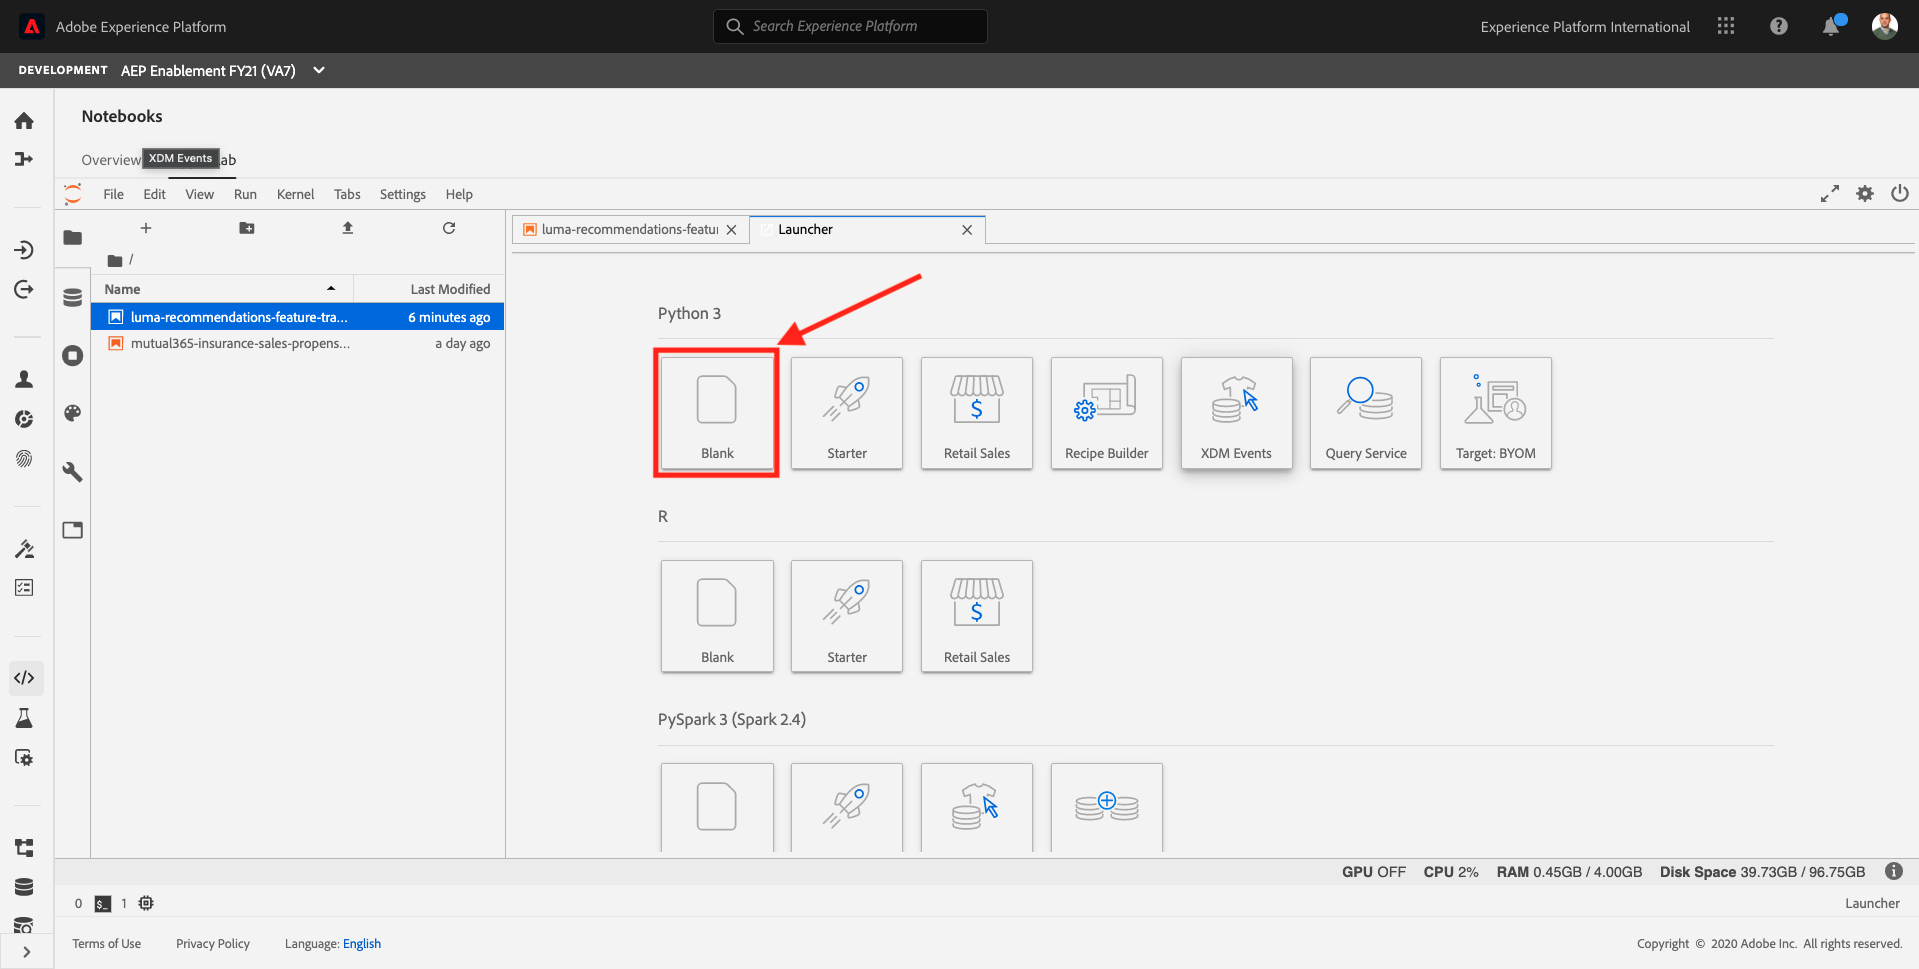 Adobe Experience Platform
Search Experience Platform
Experience Platform International
DEVELOPMENT AEP Enablement FY21 (VA7)
Notebooks
Overview
XDM Events
ab
File Edit View Run Kernel Tabs Settings Help
/
Name Last Modified
luma-recommendations-feature-tra... 6 minutes ago
mutual365-insurance-sales-propens... a day ago
luma-recommendations-featur
Launcher
Python 3
Blank
Starter
Retail Sales
$
Recipe Builder
XDM Events
Query Service
Target: BYOM
R
Blank
Starter
Retail Sales
$
PySpark 3 (Spark 2.4)
GPU OFF CPU 2% RAM 0.45GB / 4.00GB Disk Space 39.73GB / 96.75GB
0 $_ 1
Launcher
Terms of Use Privacy Policy Language: English
Copyright © 2020 Adobe Inc. All rights reserved.